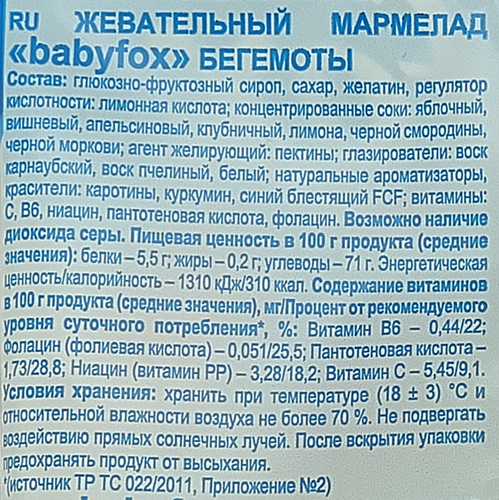 RU ЖЕВАТЕЛЬНЫЙ МАРМЕЛАД
«babyfox» БЕГЕМОТЫ
Состав: глюкозно-фруктозный сироп, сахар, желатин, регулятор
кислотности: лимонная кислота; концентрированные соки: яблочный,
вишневый, апельсиновый, клубничный, лимона, черной смородины,
черной моркови; агент желирующий: пектины; глазирователи: воск
карнаубский, воск пчелиный, белый; натуральные ароматизаторы,
красители: каротины, куркумин, синий блестящий FCF; витамины:
С, В6, ниацин, пантотеновая кислота, фолацин. Возможно наличие
диоксида серы. Пищевая ценность в 100 г продукта (средние
значения): белки – 5,5 г; жиры – 0,2 г; углеводы – 71 г. Энергетическая
ценность/калорийность – 1310 кДж/310 ккал. Содержание витаминов
в 100 г продукта (средние значения), мг/Процент от рекомендуемого
уровня суточного потребления*, %: Витамин В6 – 0,44/22;
фолацин (фолиевая кислота) – 0,051/25,5; Пантотеновая кислота –
1,73/28,8; Ниацин (витамин РР) – 3,28/18,2; Витамин С – 5,45/9,1.
Условия хранения: хранить при температуре (18 ± 3) °С и
относительной влажности воздуха не более 70 %. Не подвергать
воздействию прямых солнечных лучей. После вскрытия упаковки
предохранять продукт от высыхания.
*(источник ТР ТС 022/2011, Приложение №2)